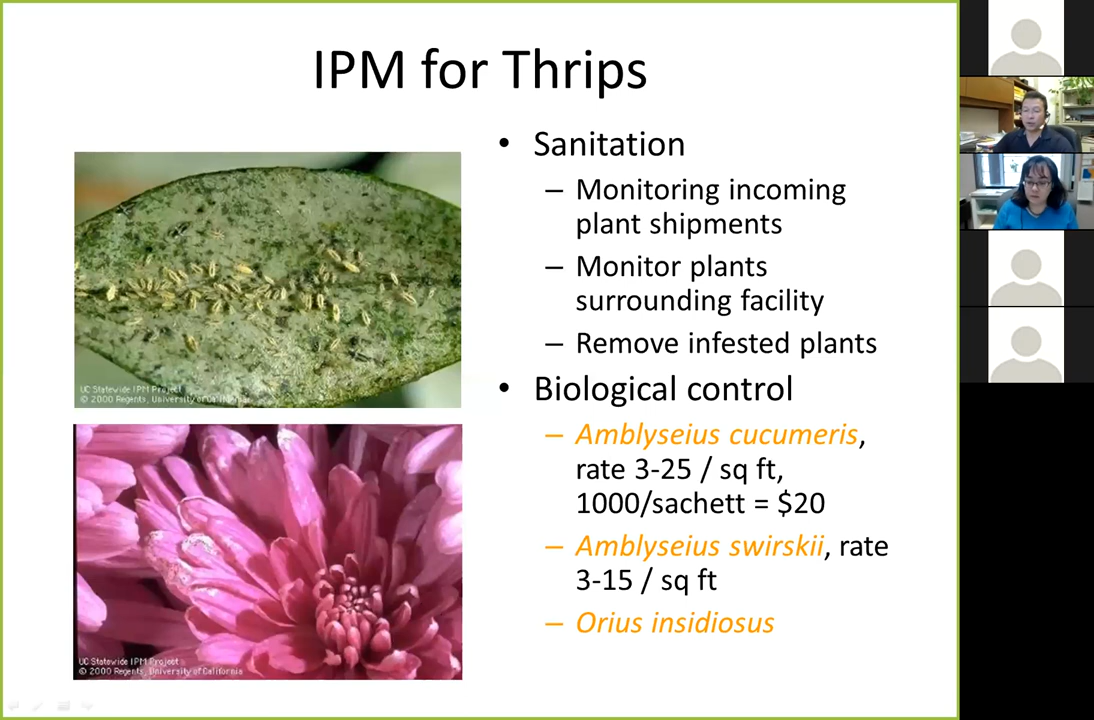 IPM for Thrips
UC Statewide IPM Project
© 2000 Regents, University of California
UC Statewide IPM Project
© 2000 Regents, University of California
• Sanitation
– Monitoring incoming
plant shipments
– Monitor plants
surrounding facility
– Remove infested plants
• Biological control
– Amblyseius cucumeris,
rate 3-25 / sq ft,
1000/sachett = $20
– Amblyseius swirskii, rate
3-15 / sq ft
– Orius insidiosus